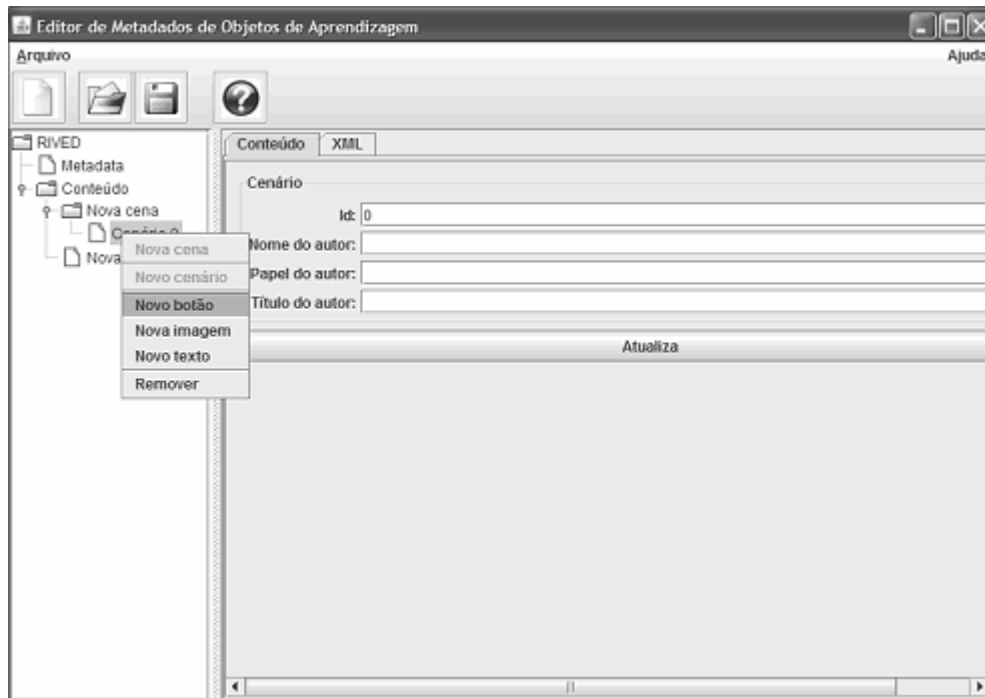 Editor de Metadados de Objetos de Aprendizagem
Arquivo Ajuda
RIVED
Metadata
Conteúdo
Nova cena
Nova
Nova cena
Novo cenário
Novo botão
Nova imagem
Novo texto
Remover
Conteúdo XML
Cenário
Id: 0
Nome do autor:
Papel do autor:
Título do autor:
Atualiza